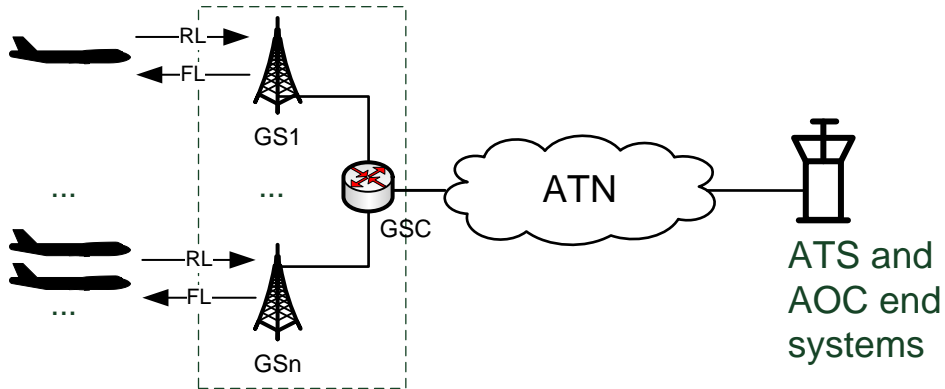 RL
FL
GS1
...
...
GSC
ATN
RL
FL
...
GSn
ATS and
AOC end
systems